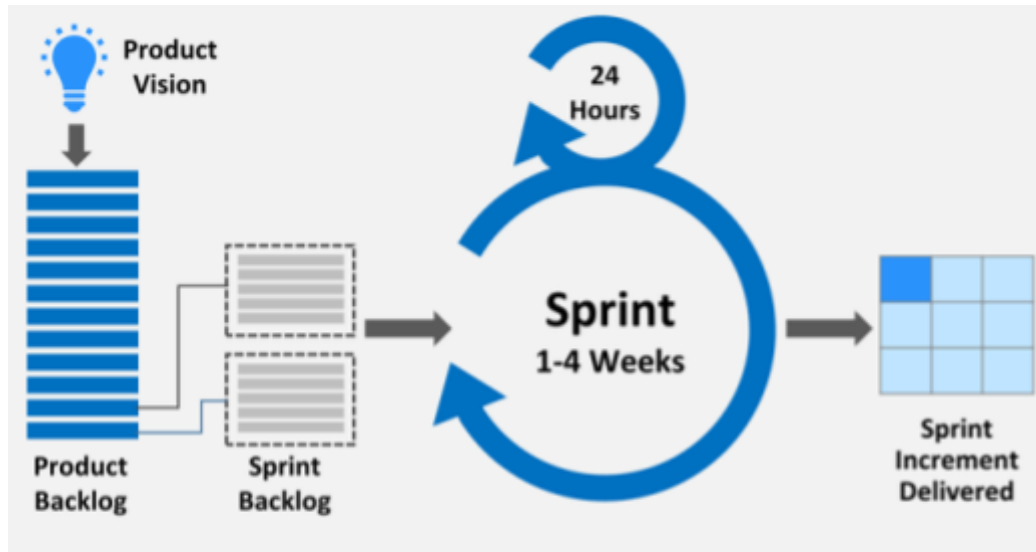 Product
Vision
24
Hours
Sprint
1-4 Weeks
Product
Backlog
Sprint
Backlog
Sprint
Increment
Delivered